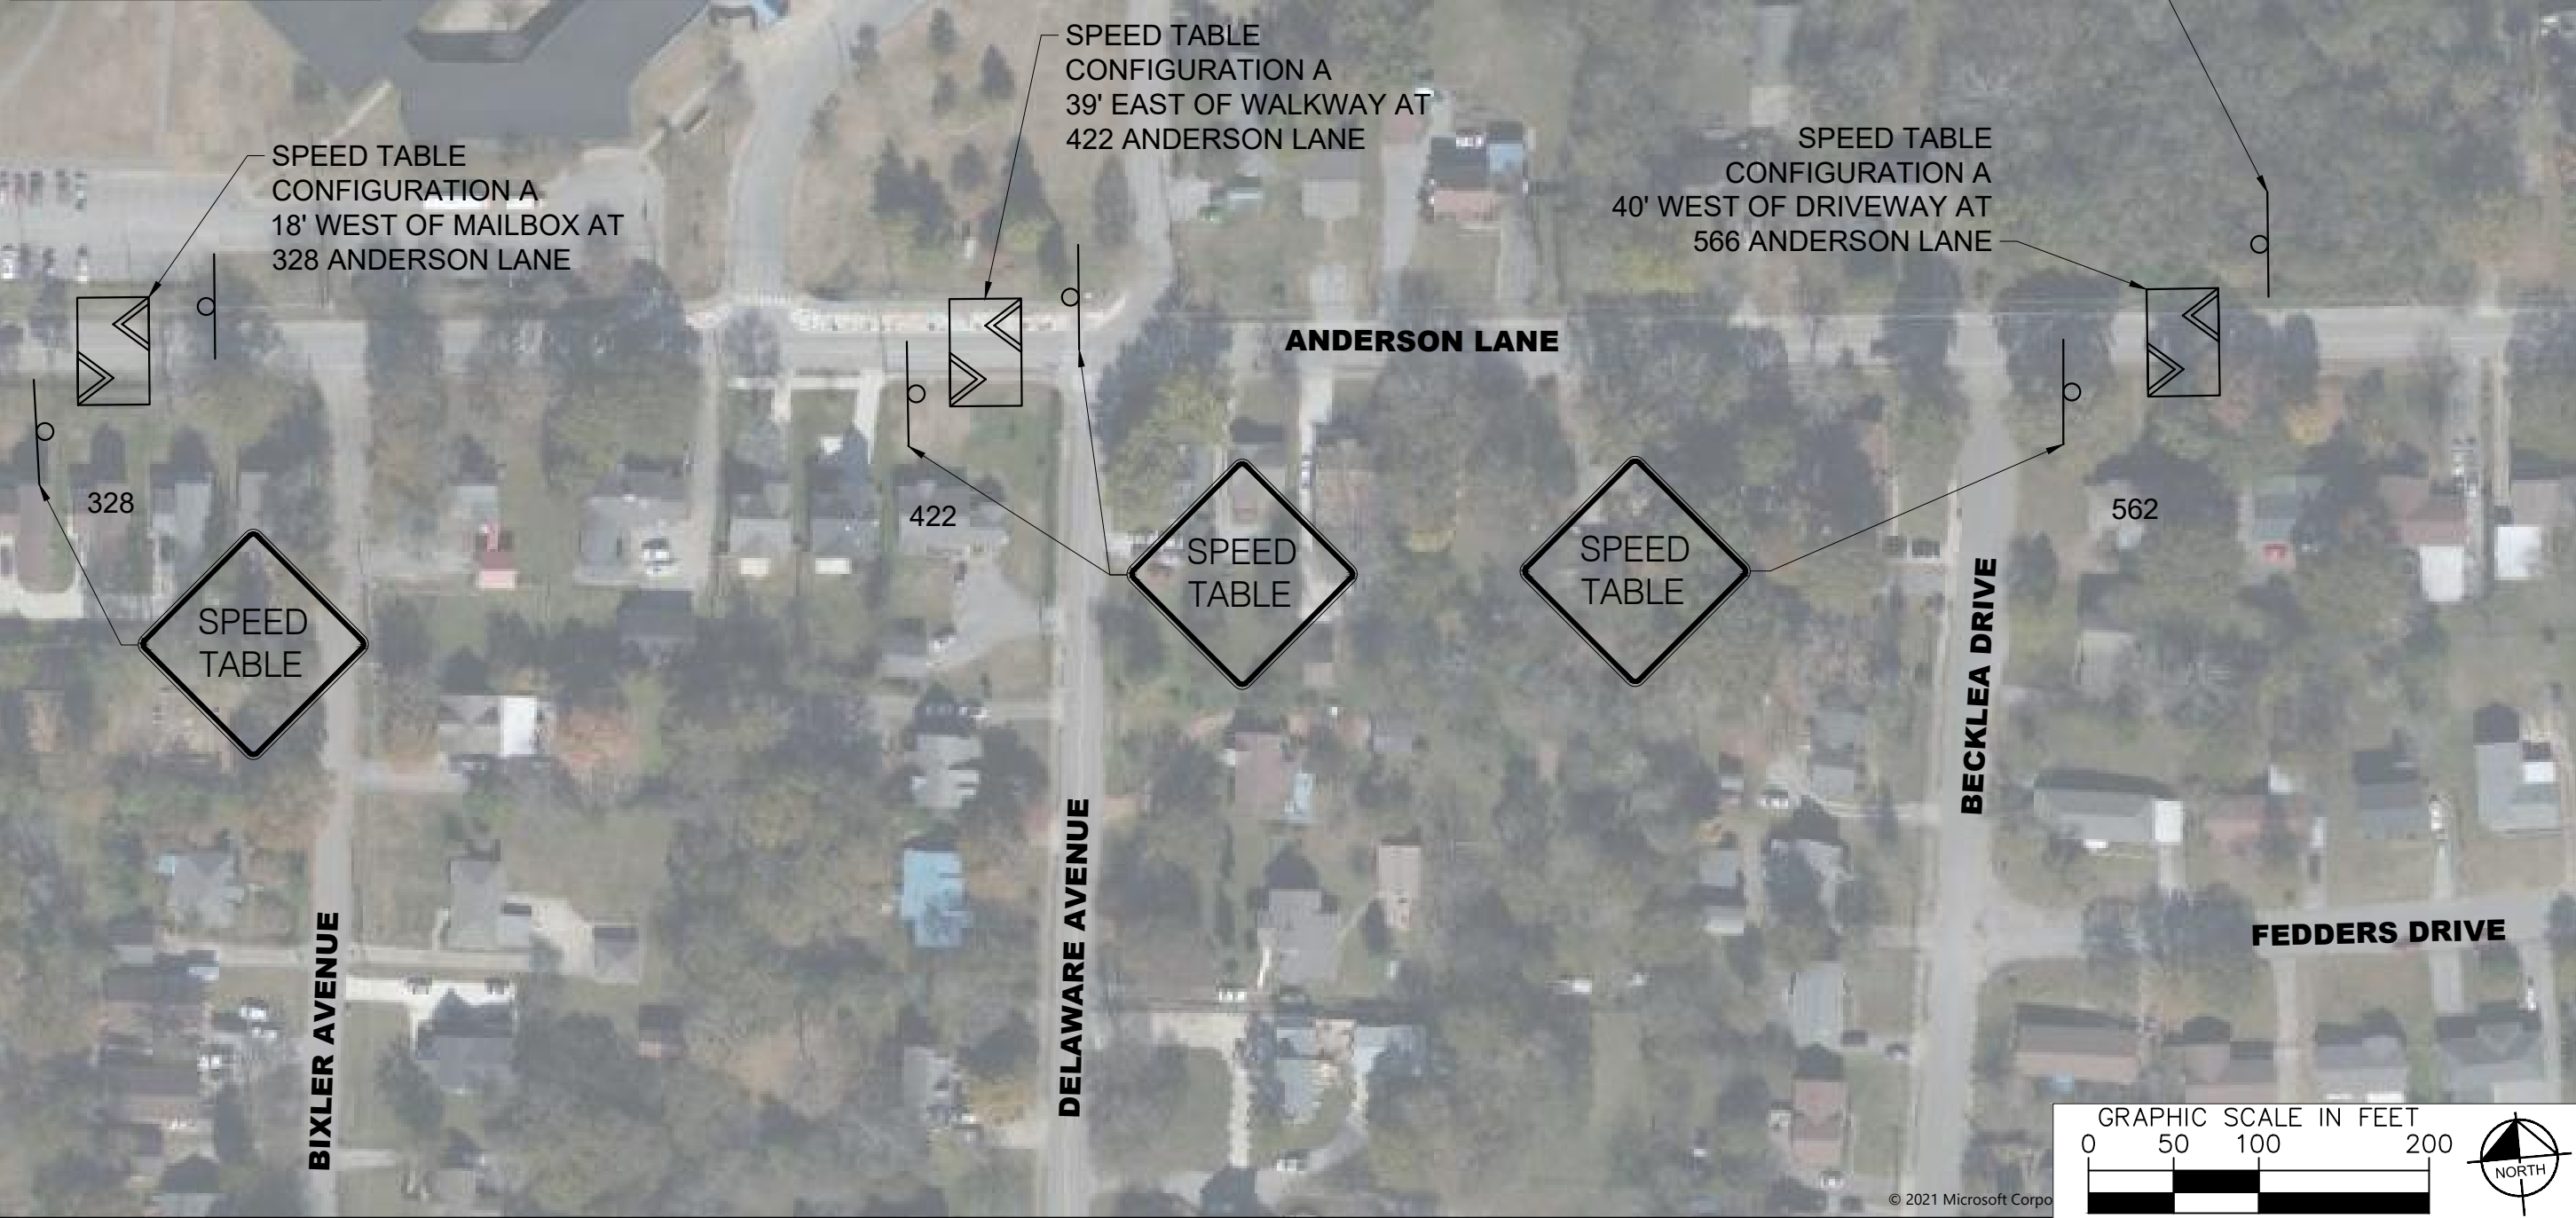 SPEED TABLE
CONFIGURATION A
39' EAST OF WALKWAY AT
422 ANDERSON LANE
SPEED TABLE
CONFIGURATION A
18' WEST OF MAILBOX AT
328 ANDERSON LANE
SPEED TABLE
CONFIGURATION A
40' WEST OF DRIVEWAY AT
566 ANDERSON LANE
ANDERSON LANE
328
422
562
SPEED
TABLE
SPEED
TABLE
SPEED
TABLE
BIXLER AVENUE
DELAWARE AVENUE
BECKLEA DRIVE
FEDDERS DRIVE
GRAPHIC SCALE IN FEET
0 50 100 200
NORTH
© 2021 Microsoft Corpo